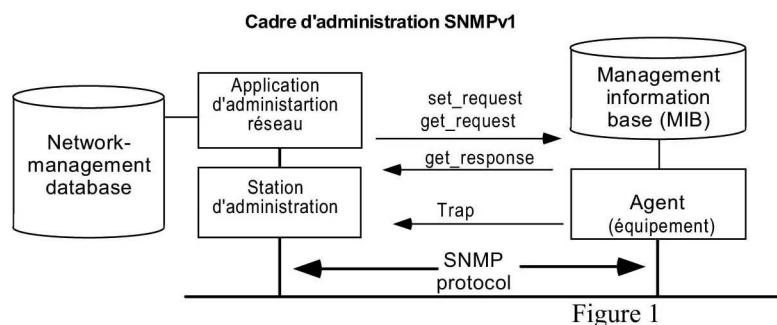 Cadre d'administration SNMPv1
Network-
management
database
Application
d'administartion
réseau
Station
d'administration
set_request
get_request
get_response
Trap
SNMP
protocol
Management
information
base (MIB)
Agent
(équipement)
Figure 1